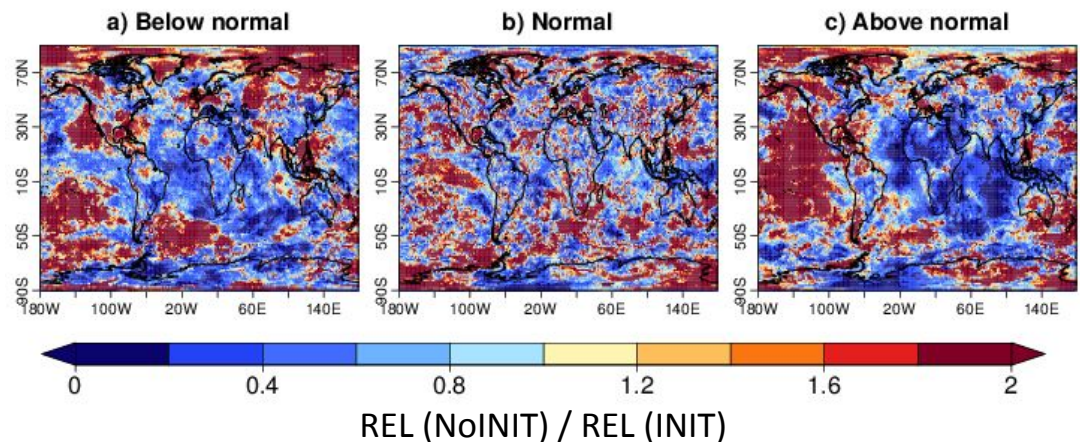 a) Below normal b) Normal c) Above normal
70N 70N 70N
30N 30N 30N
10S 10S 10S
50S 50S 50S
90S 90S 90S
180W 100W 20W 60E 140E 180W 100W 20W 60E 140E 180W 100W 20W 60E 140E
0 0.4 0.8 1.2 1.6 2
REL (NoINIT) / REL (INIT)